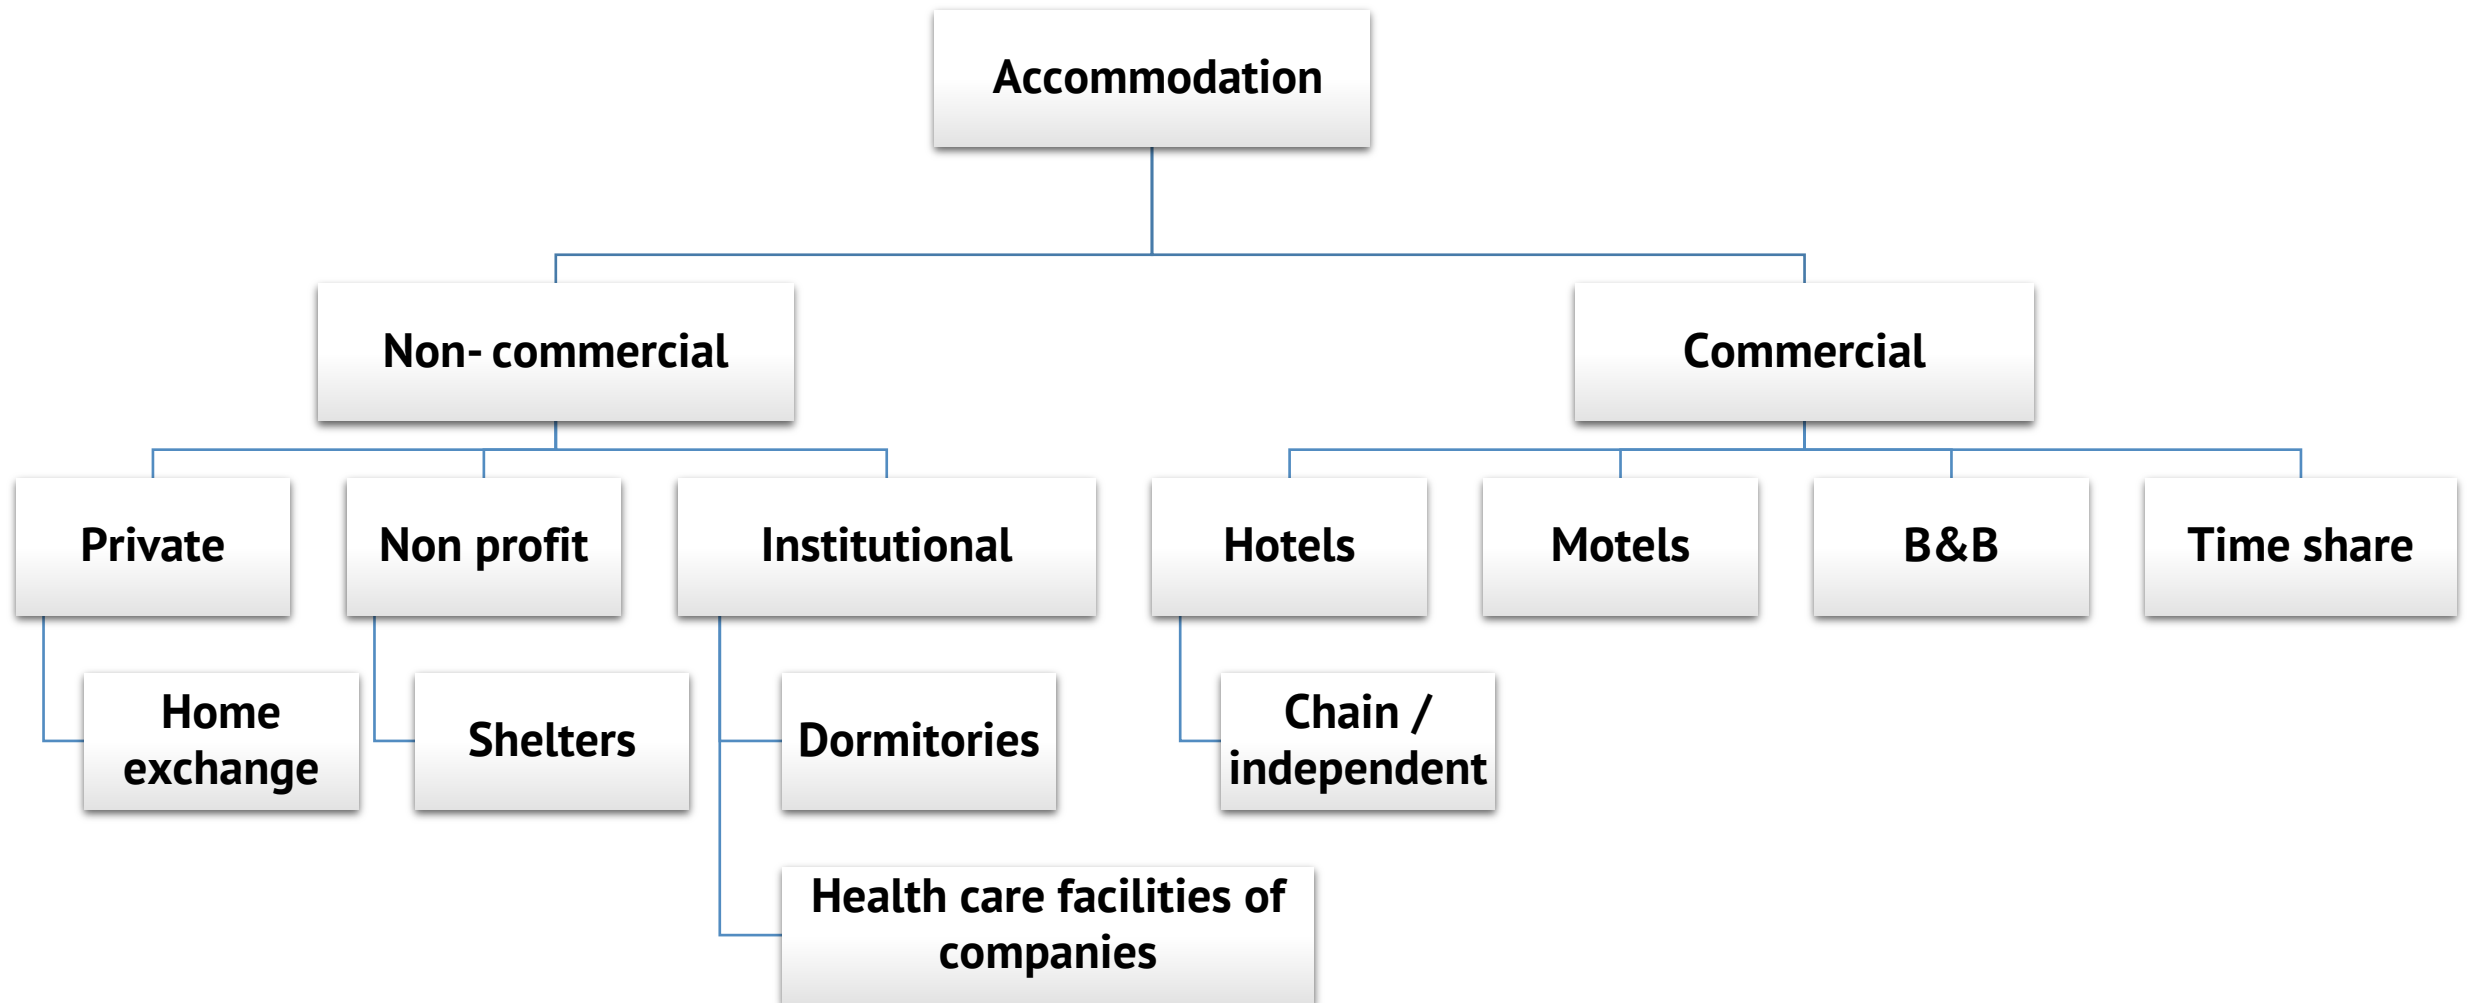 Accommodation
Non- commercial
Commercial
Private
Non profit
Institutional
Hotels
Motels
B&B
Time share
Home
exchange
Shelters
Dormitories
Chain /
independent
Health care facilities of
companies